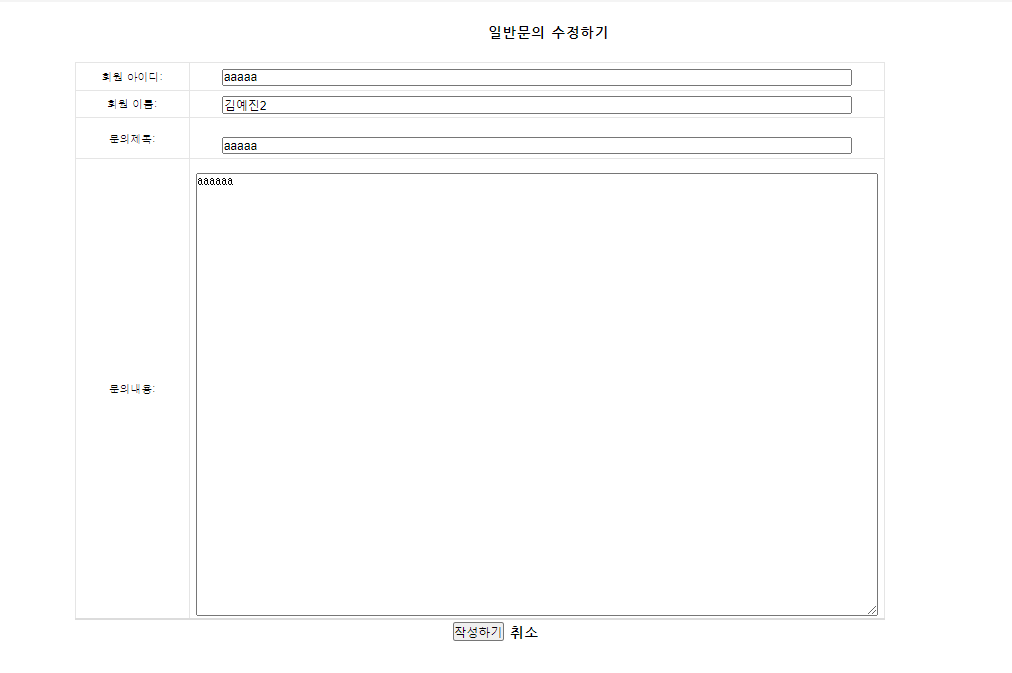 일반문의 수정하기
회원 아이디: aaaaa
회원 이름: 김예진2
문의제목: aaaaa
문의내용: aaaaaa
작성하기 취소